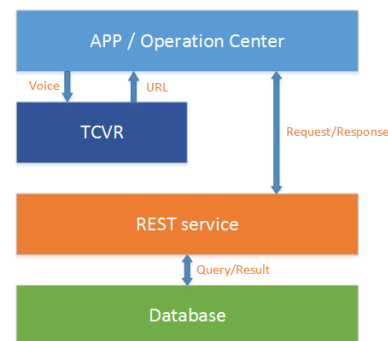 APP / Operation Center
Voice
URL
TCVR
Request/Response
REST service
Query/Result
Database